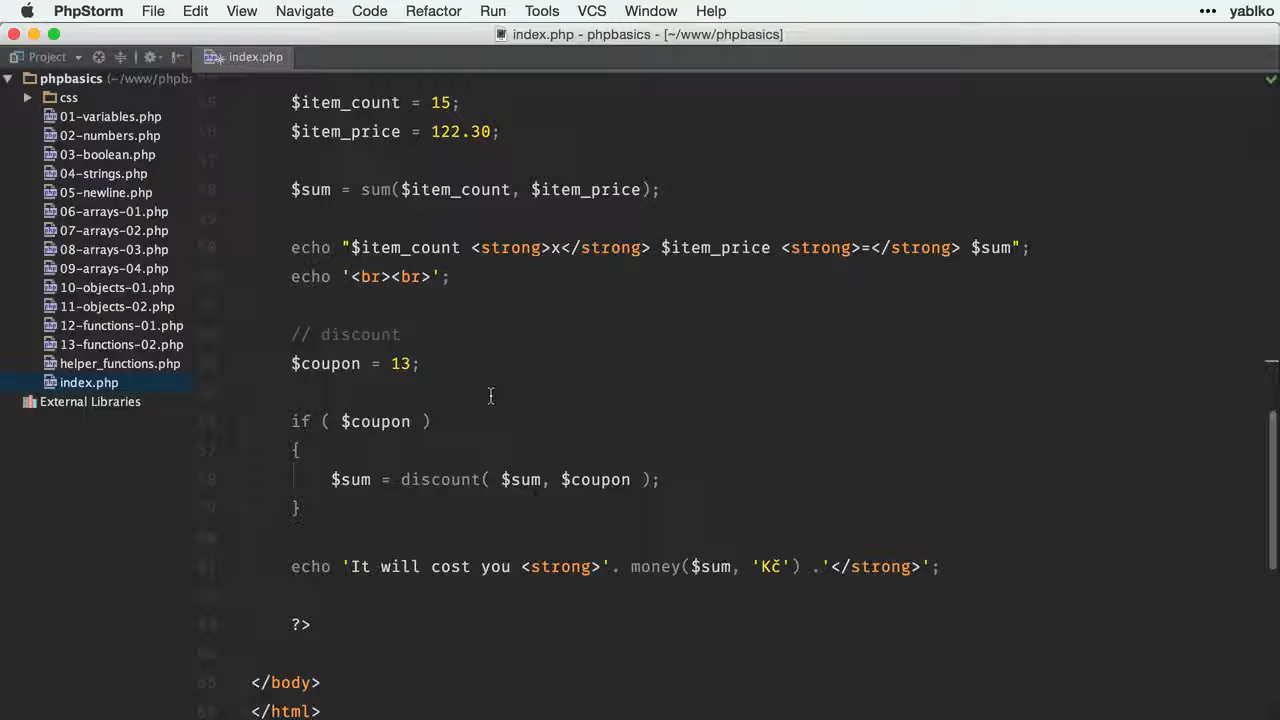 PhpStorm File Edit View Navigate Code Refactor Run Tools VCS Window Help ••• yablko
index.php - phpbasics - [~/www/phpbasics]
Project index.php
phpbasics (~/www/phpba
css
01-variables.php
02-numbers.php
03-boolean.php
04-strings.php
05-newline.php
06-arrays-01.php
07-arrays-02.php
08-arrays-03.php
09-arrays-04.php
10-objects-01.php
11-objects-02.php
12-functions-01.php
13-functions-02.php
helper_functions.php
index.php
External Libraries
$item_count = 15;
$item_price = 122.30;
$sum = sum($item_count, $item_price);
echo "$item_count <strong>x</strong> $item_price <strong>=</strong> $sum";
echo '<br><br>';
// discount
$coupon = 13;
if ( $coupon )
{
$sum = discount( $sum, $coupon );
}
echo 'It will cost you <strong>'. money($sum, 'Kč') .'</strong>';
?>
</body>
</html>